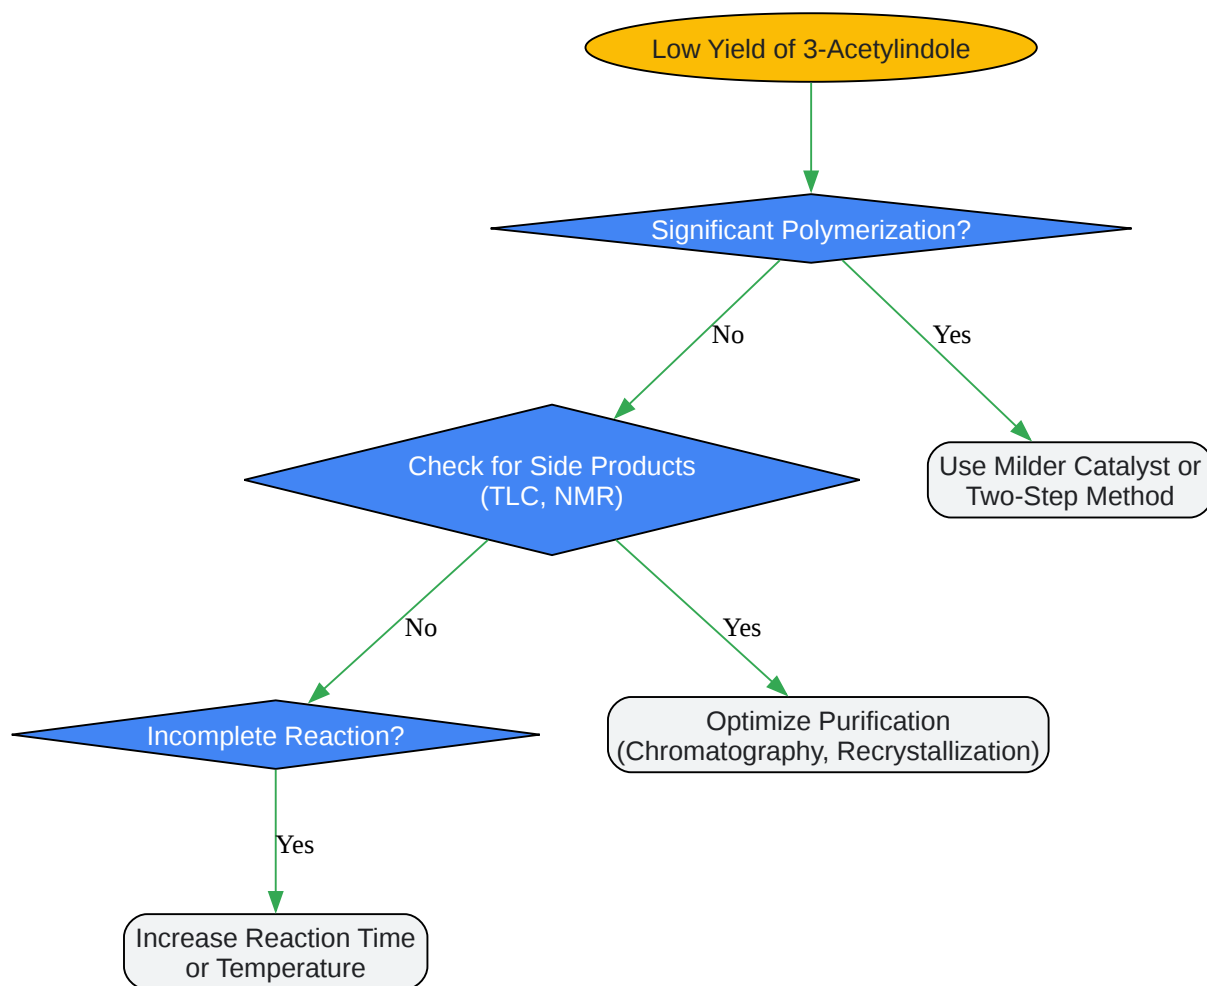 Low Yield of 3-Acetylindole
Significant Polymerization?
No
Yes
Check for Side Products
(TLC, NMR)
Use Milder Catalyst or
Two-Step Method
No
Yes
Incomplete Reaction?
Optimize Purification
(Chromatography, Recrystallization)
Yes
Increase Reaction Time
or Temperature